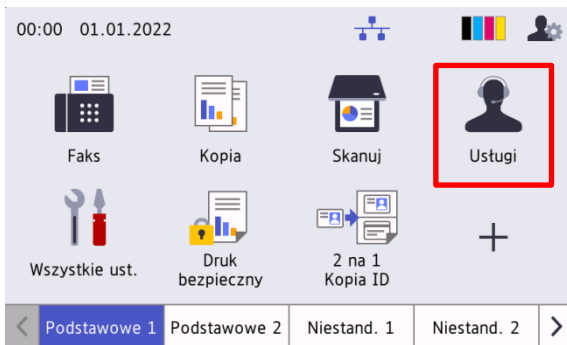 00:00 01.01.2022
Faks
Kopia
Skanuj
Usługi
Wszystkie ust.
Druk
bezpieczny
2 na 1
Kopia ID
Podstawowe 1
Podstawowe 2
Niestand. 1
Niestand. 2